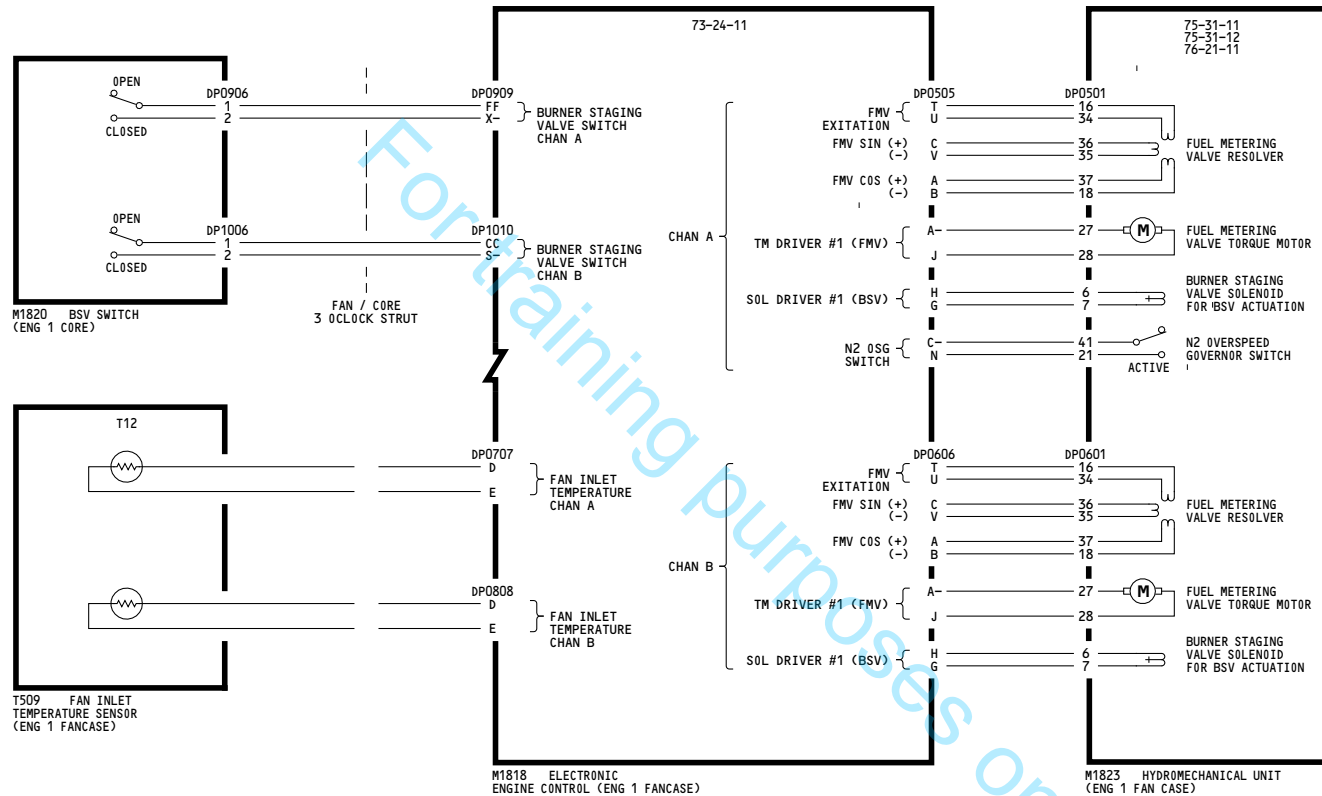 73-24-11
75-31-11
75-31-12
76-21-11
OPEN
CLOSED
DP0906
1
2
DP0909
FF
X-
BURNER STAGING
VALVE SWITCH
CHAN A
OPEN
CLOSED
DP1006
1
2
DP1010
CC
S-
BURNER STAGING
VALVE SWITCH
CHAN B
M1820 BSV SWITCH
(ENG 1 CORE)
FAN / CORE
3 OCLOCK STRUT
T12
DP0707
D
E
FAN INLET
TEMPERATURE
CHAN A
DP0808
D
E
FAN INLET
TEMPERATURE
CHAN B
T509 FAN INLET
TEMPERATURE SENSOR
(ENG 1 FANCASE)
CHAN A
DP0505
DP0501
FMV
EXITATION
T
U
16
34
FMV SIN (+)
(-)
C
V
36
35
FUEL METERING
VALVE RESOLVER
FMV COS (+)
(-)
A
B
37
18
TM DRIVER #1 (FMV)
A-
J
27
28
M
FUEL METERING
VALVE TORQUE MOTOR
SOL DRIVER #1 (BSV)
H
G
6
7
BURNER STAGING
VALVE SOLENOID
FOR BSV ACTUATION
N2 OSG
SWITCH
C-
N
41
21
ACTIVE
N2 OVERSPEED
GOVERNOR SWITCH
CHAN B
DP0606
DP0601
FMV
EXITATION
T
U
16
34
FMV SIN (+)
(-)
C
V
36
35
FUEL METERING
VALVE RESOLVER
FMV COS (+)
(-)
A
B
37
18
TM DRIVER #1 (FMV)
A-
J
27
28
M
FUEL METERING
VALVE TORQUE MOTOR
SOL DRIVER #1 (BSV)
H
G
6
7
BURNER STAGING
VALVE SOLENOID
FOR BSV ACTUATION
M1818 ELECTRONIC
ENGINE CONTROL (ENG 1 FANCASE)
M1823 HYDROMECHANICAL UNIT
(ENG 1 FAN CASE)
For training purposes on